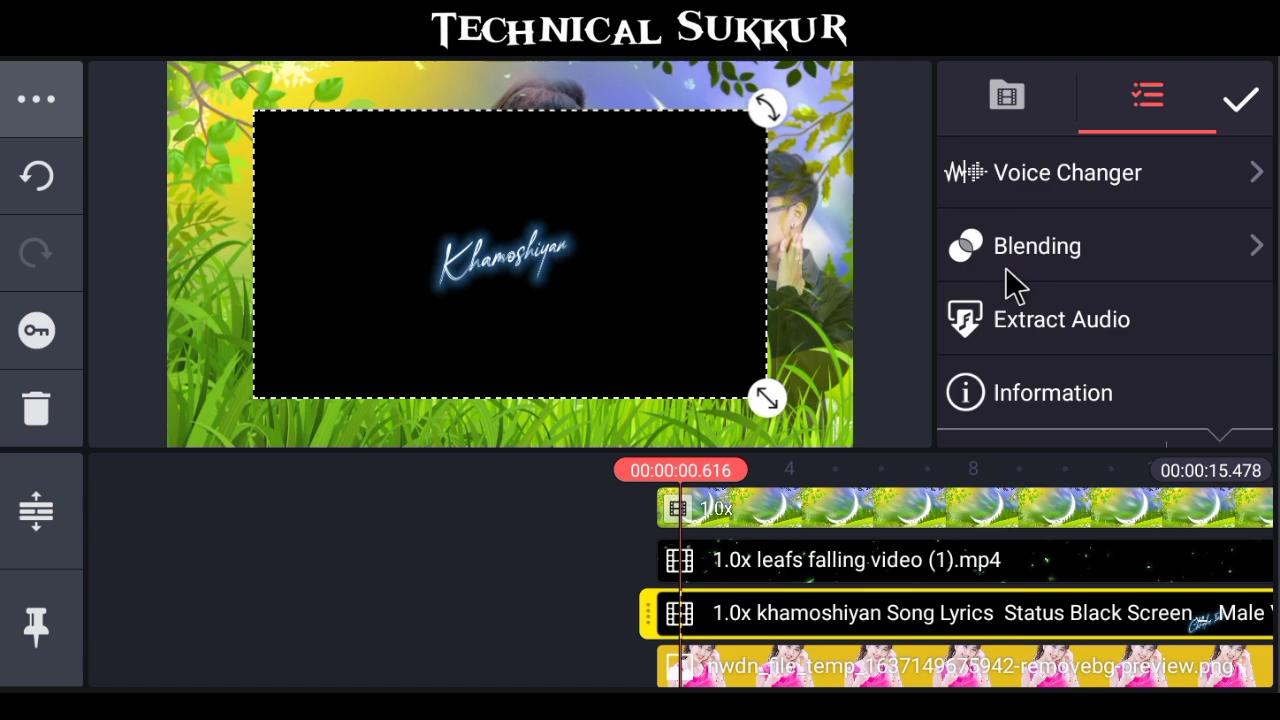 Technical Sukkur
Voice Changer
Khamoshiyan
Blending
Extract Audio
Information
00:00:00.616
4
8
00:00:15.478
1.0x
1.0x leafs falling video (1).mp4
1.0x khamoshiyan Song Lyrics Status Black Screen Male
nwdn_file_temp_1637149675942-removebg-preview.png